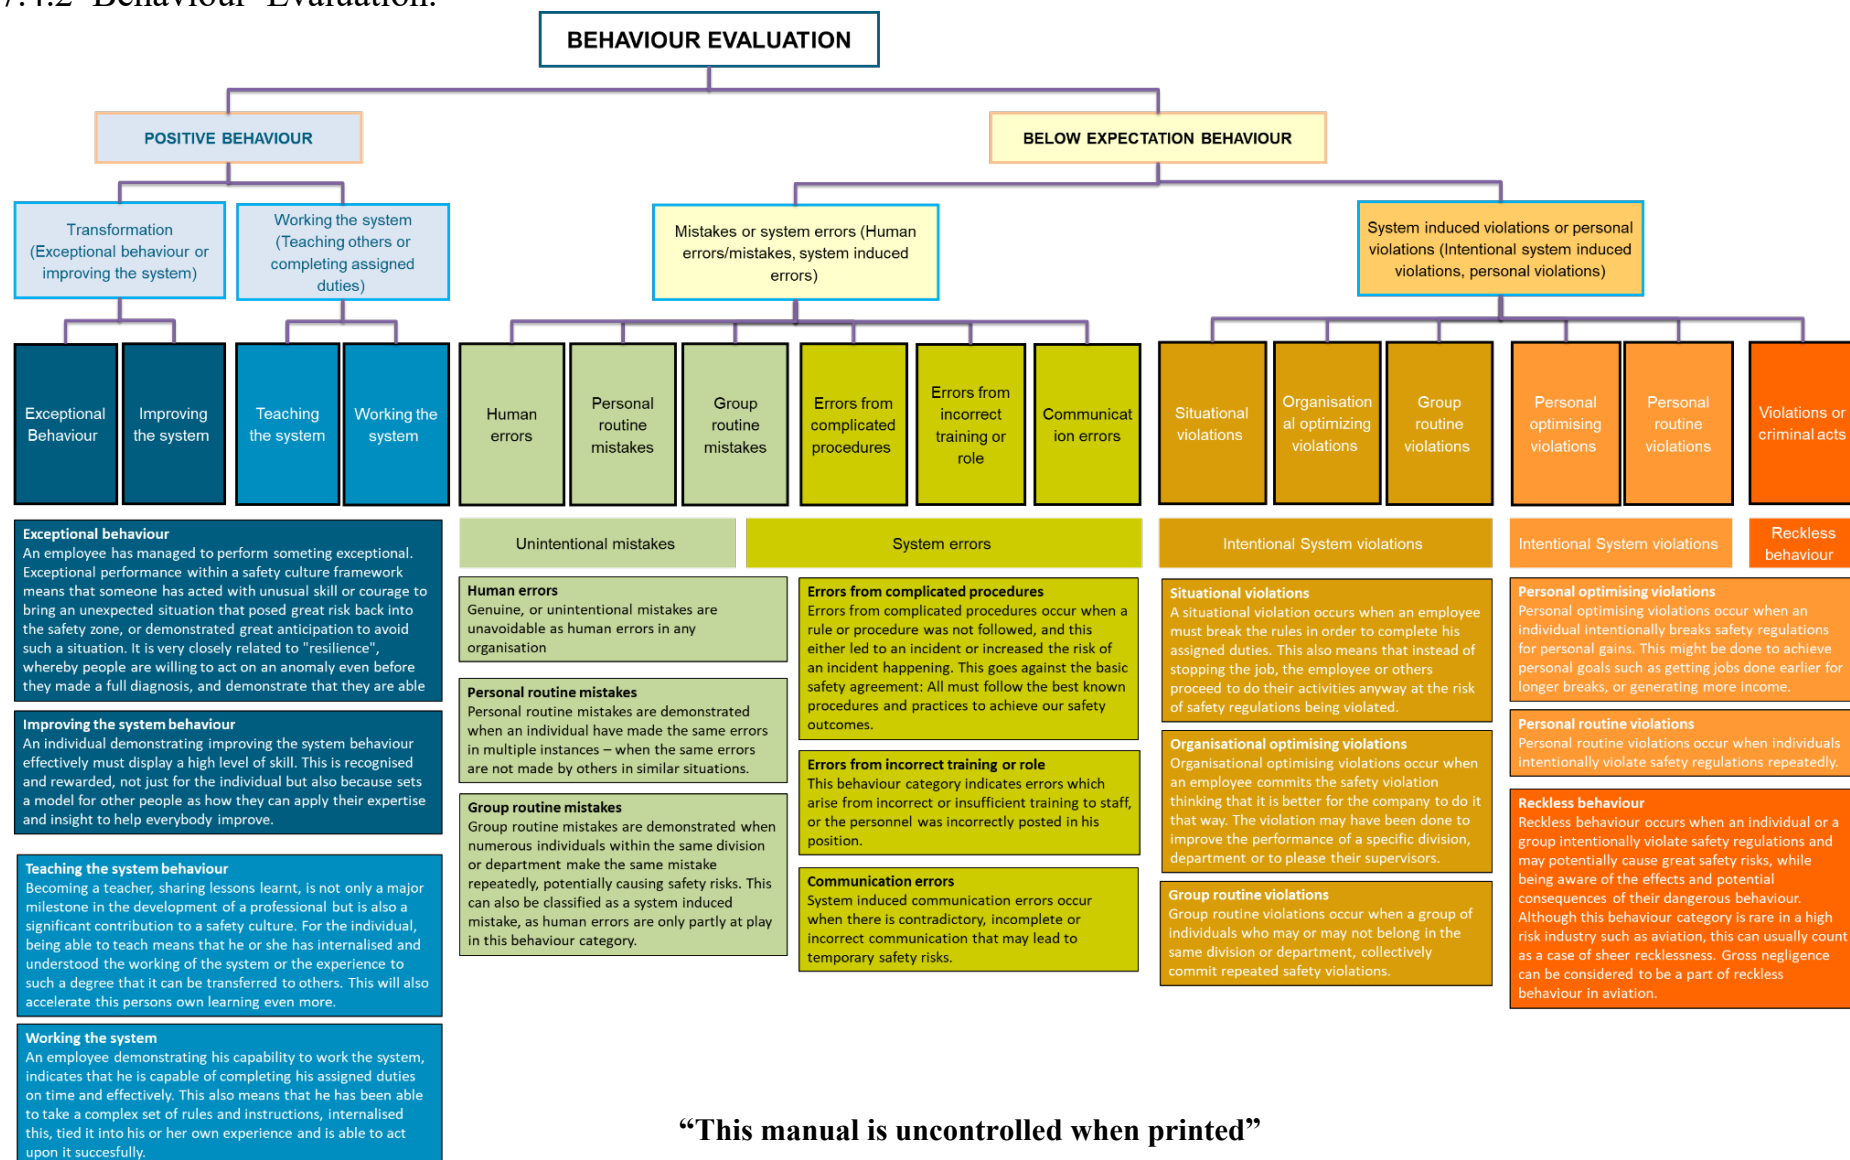 7.4.2 Behaviour Evaluation:
BEHAVIOUR EVALUATION
POSITIVE BEHAVIOUR
BELOW EXPECTATION BEHAVIOUR
Transformation
(Exceptional behaviour or
improving the system)
Working the system
(Teaching others or
completing assigned
duties)
Mistakes or system errors (Human
errors/mistakes, system induced
errors)
System induced violations or personal
violations (Intentional system induced
violations, personal violations)
Exceptional
Behaviour
Improving
the system
Teaching
the system
Working the
system
Human
errors
Personal
routine
mistakes
Group
routine
mistakes
Errors from
complicated
procedures
Errors from
incorrect
training or
role
Communicat
ion errors
Situational
violations
Organisation
al optimizing
violations
Group
routine
violations
Personal
optimising
violations
Personal
routine
violations
Violations or
criminal acts
Unintentional mistakes
System errors
Intentional System violations
Intentional System violations
Reckless
behaviour
Exceptional behaviour
An employee has managed to perform someting exceptional.
Exceptional performance within a safety culture framework
means that someone has acted with unusual skill or courage to
bring an unexpected situation that posed great risk back into
the safety zone, or demonstrated great anticipation to avoid
such a situation. It is very closely related to "resilience",
whereby people are willing to act on an anomaly even before
they made a full diagnosis, and demonstrate that they are able
Improving the system behaviour
An individual demonstrating improving the system behaviour
effectively must display a high level of skill. This is recognised
and rewarded, not just for the individual but also because sets
a model for other people as how they can apply their expertise
and insight to help everybody improve.
Teaching the system behaviour
Becoming a teacher, sharing lessons learnt, is not only a major
milestone in the development of a professional but is also a
significant contribution to a safety culture. For the individual,
being able to teach means that he or she has internalised and
understood the working of the system or the experience to
such a degree that it can be transferred to others. This will also
accelerate this persons own learning even more.
Working the system
An employee demonstrating his capability to work the system,
indicates that he is capable of completing his assigned duties
on time and effectively. This also means that he has been able
to take a complex set of rules and instructions, internalised
this, tied it into his or her own experience and is able to act
upon it succesfully.
Human errors
Genuine, or unintentional mistakes are
unavoidable as human errors in any
organisation
Personal routine mistakes
Personal routine mistakes are demonstrated
when an individual have made the same errors
in multiple instances – when the same errors
are not made by others in similar situations.
Group routine mistakes
Group routine mistakes are demonstrated when
numerous individuals within the same division
or department make the same mistake
repeatedly, potentially causing safety risks. This
can also be classified as a system induced
mistake, as human errors are only partly at play
in this behaviour category.
Errors from complicated procedures
Errors from complicated procedures occur when a
rule or procedure was not followed, and this
either led to an incident or increased the risk of
an incident happening. This goes against the basic
safety agreement: All must follow the best known
procedures and practices to achieve our safety
outcomes.
Errors from incorrect training or role
This behaviour category indicates errors which
arise from incorrect or insufficient training to staff,
or the personnel was incorrectly posted in his
position.
Communication errors
System induced communication errors occur
when there is contradictory, incomplete or
incorrect communication that may lead to
temporary safety risks.
Situational violations
A situational violation occurs when an employee
must break the rules in order to complete his
assigned duties. This also means that instead of
stopping the job, the employee or others
proceed to do their activities anyway at the risk
of safety regulations being violated.
Organisational optimising violations
Organisational optimising violations occur when
an employee commits the safety violation
thinking that it is better for the company to do it
that way. The violation may have been done to
improve the performance of a specific division,
department or to please their supervisors.
Group routine violations
Group routine violations occur when a group of
individuals who may or may not belong in the
same division or department, collectively
commit repeated safety violations.
Personal optimising violations
Personal optimising violations occur when an
individual intentionally breaks safety regulations
for personal gains. This might be done to achieve
personal goals such as getting jobs done earlier for
longer breaks, or generating more income.
Personal routine violations
Personal routine violations occur when individuals
intentionally violate safety regulations repeatedly.
Reckless behaviour
Reckless behaviour occurs when an individual or a
group intentionally violate safety regulations and
may potentially cause great safety risks, while
being aware of the effects and potential
consequences of their dangerous behaviour.
Although this behaviour category is rare in a high
risk industry such as aviation, this can usually count
as a case of sheer recklessness. Gross negligence
can be considered to be a part of reckless
behaviour in aviation.
“This manual is uncontrolled when printed”